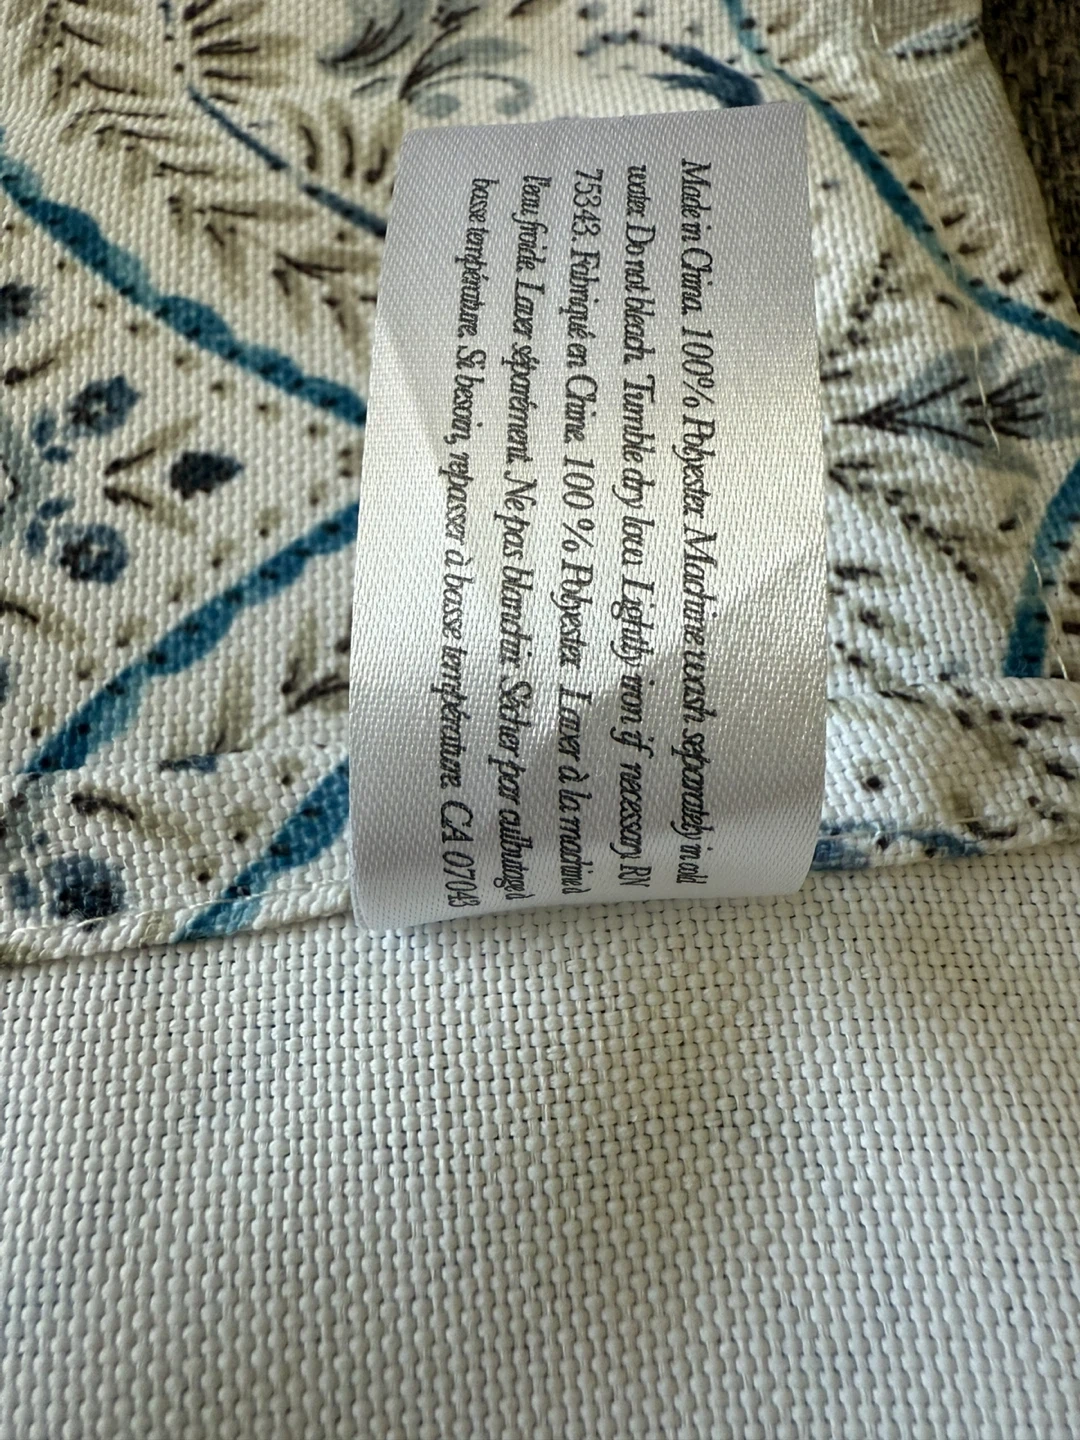 Made in China. 100% Polyester. Machine wash separately in cold
water. Do not bleach. Tumble dry low. Lightly iron if necessary. RN
75343. Fabriqué en Chine. 100 % Polyester. Laver à la machine à
l'eau froide. Laver séparément. Ne pas blanchir. Sécher par culbutage à
basse température. Si besoin, repasser à basse température. CA 07043